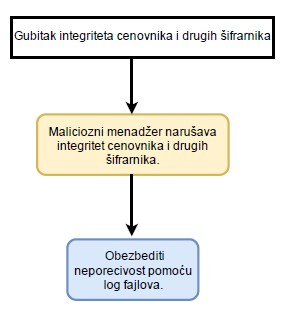 Gubitak integriteta cenovnika i drugih šifrarnika
Maliciozni menadžer narušava
integritet cenovnika i drugih
šifrarnika.
Obezbediti
neporecivost pomoću
log fajlova.